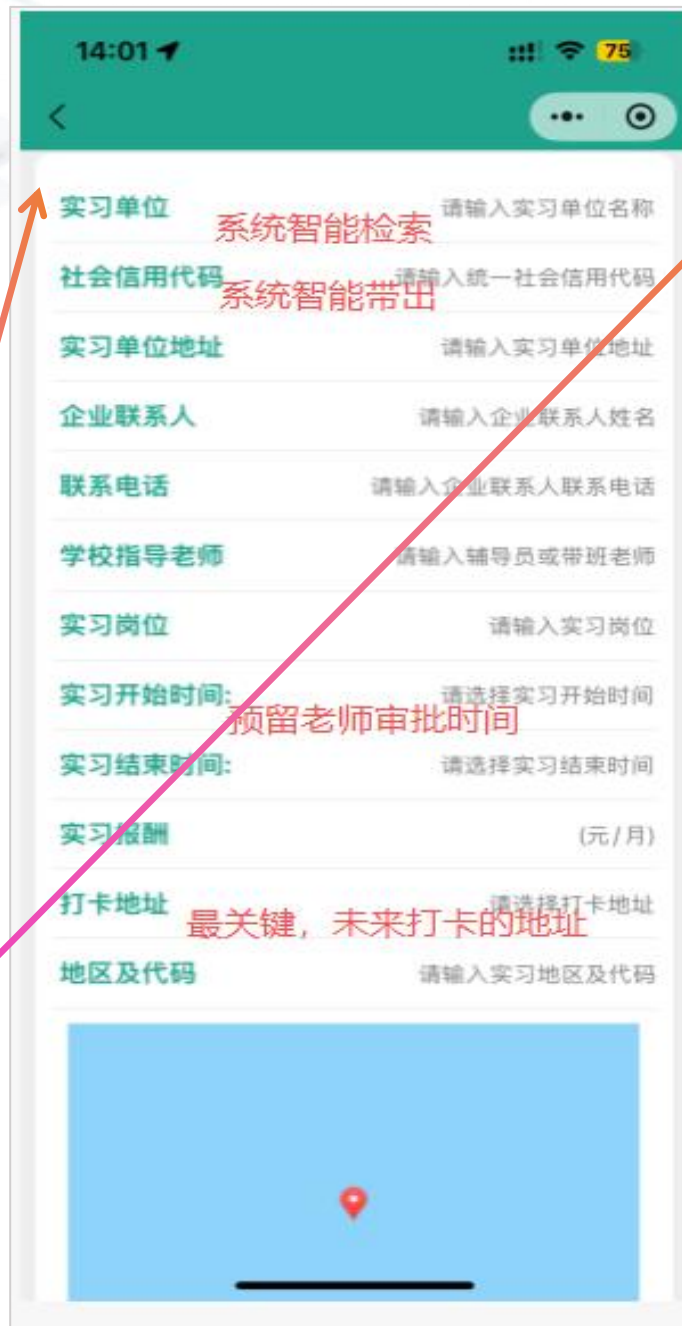 14:01
75
实习单位 请输入实习单位名称
系统智能检索
社会信用代码 请输入统一社会信用代码
系统智能带出
实习单位地址 请输入实习单位地址
企业联系人 请输入企业联系人姓名
联系电话 请输入企业联系人联系电话
学校指导老师 请输入辅导员或带班老师
实习岗位 请输入实习岗位
实习开始时间: 请选择实习开始时间
预留老师审批时间
实习结束时间: 请选择实习结束时间
实习报酬 (元/月)
打卡地址 请选择打卡地址
最关键，未来打卡的地址
地区及代码 请输入实习地区及代码